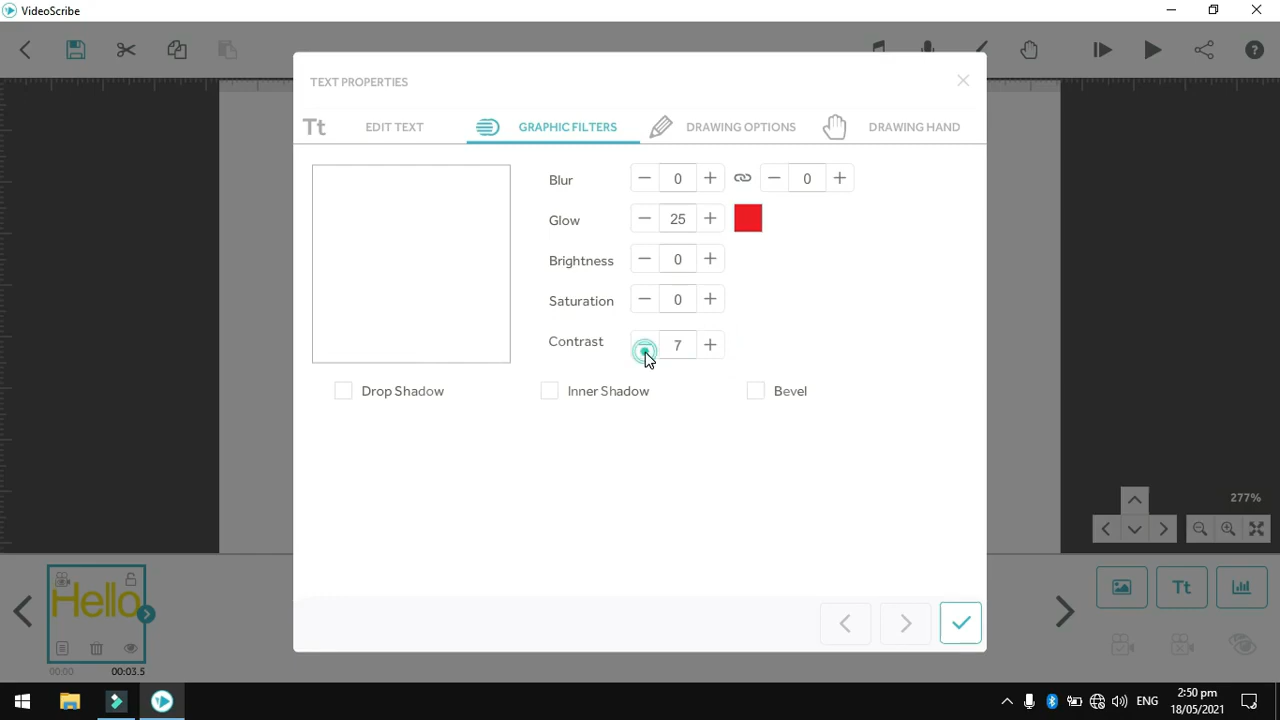 VideoScribe
TEXT PROPERTIES
Tt EDIT TEXT GRAPHIC FILTERS DRAWING OPTIONS DRAWING HAND
Blur 0 0
Glow 25
Brightness 0
Saturation 0
Contrast 7
Drop Shadow Inner Shadow Bevel
277%
Hello
Tt
00:00 00:03.5
ENG
2:50 pm
18/05/2021